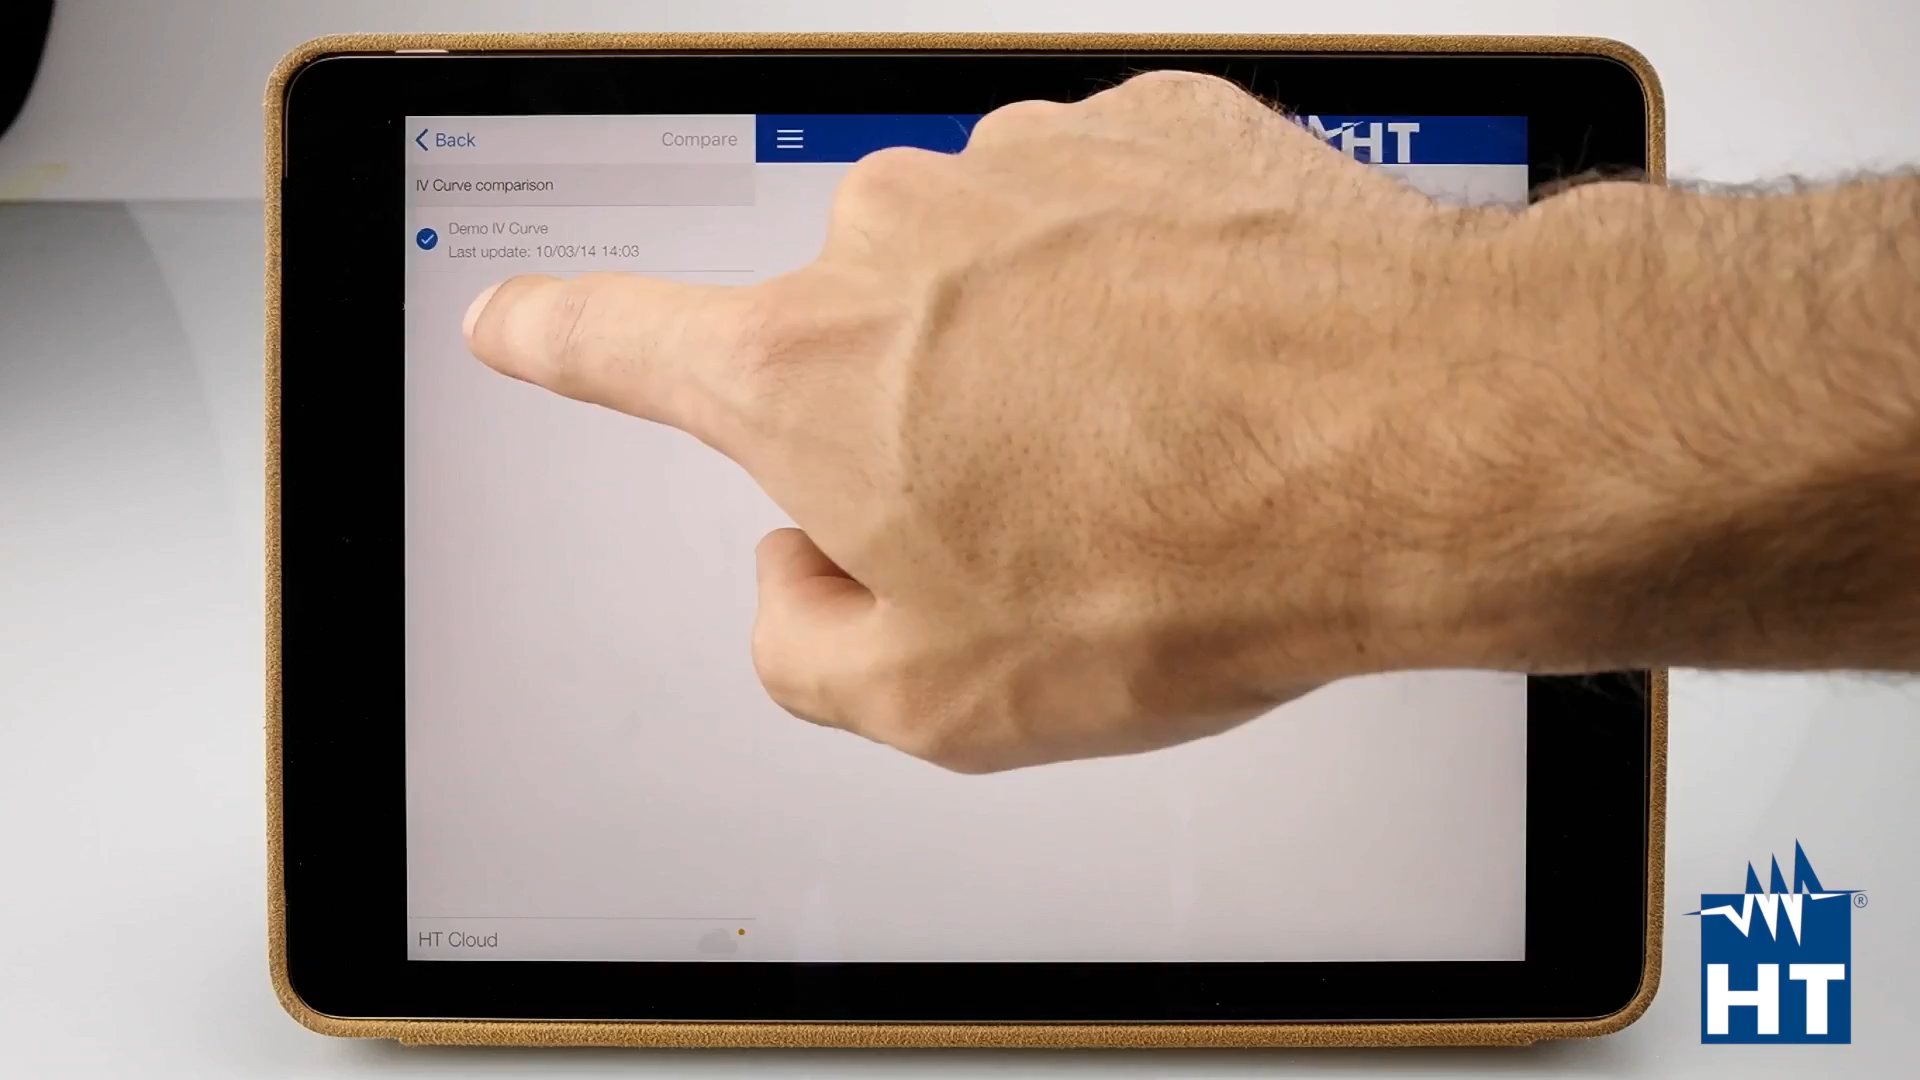 Back
Compare
HT
IV Curve comparison
Demo IV Curve
Last update: 10/03/14 14:03
HT Cloud
®
HT